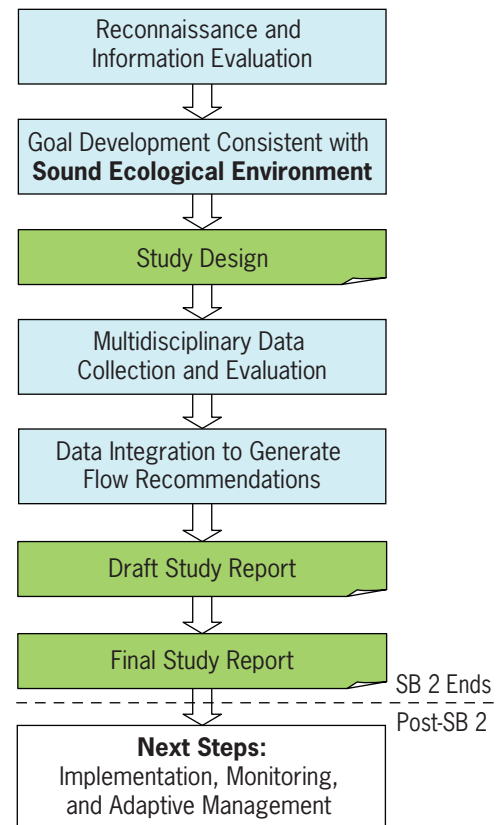 Reconnaissance and
Information Evaluation
Goal Development Consistent with
Sound Ecological Environment
Study Design
Multidisciplinary Data
Collection and Evaluation
Data Integration to Generate
Flow Recommendations
Draft Study Report
Final Study Report
SB 2 Ends
Post-SB 2
Next Steps:
Implementation, Monitoring,
and Adaptive Management